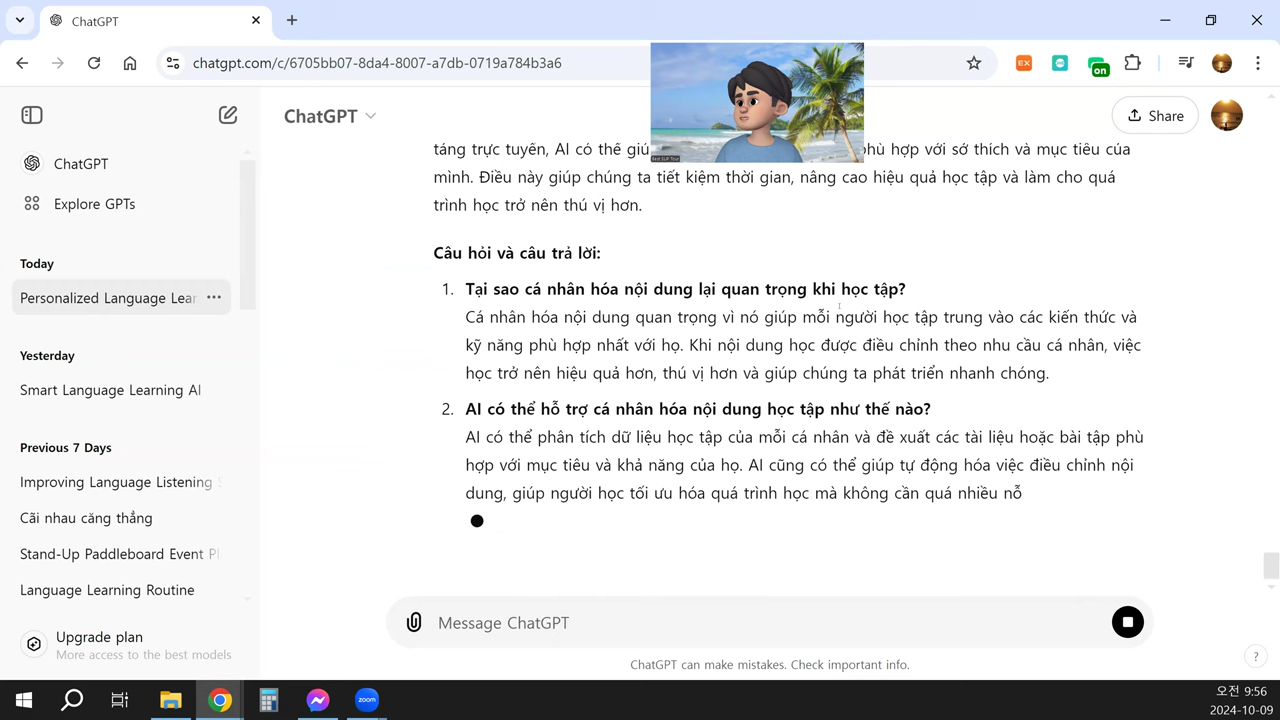 ChatGPT
chatgpt.com/c/6705bb07-8da4-8007-a7db-0719a784b3a6
EX
on
ChatGPT
Share
ChatGPT
Explore GPTs
Today
Personalized Language Lear
Yesterday
Smart Language Learning AI
Previous 7 Days
Improving Language Listening S
Cãi nhau căng thẳng
Stand-Up Paddleboard Event Pl
Language Learning Routine
Upgrade plan
More access to the best models
táng trực tuyến, AI có thể giú phù hợp với sở thích và mục tiêu của
mình. Điều này giúp chúng ta tiết kiệm thời gian, nâng cao hiệu quả học tập và làm cho quá
trình học trở nên thú vị hơn.
Câu hỏi và câu trả lời:
1. Tại sao cá nhân hóa nội dung lại quan trọng khi học tập?
Cá nhân hóa nội dung quan trọng vì nó giúp mỗi người học tập trung vào các kiến thức và
kỹ năng phù hợp nhất với họ. Khi nội dung học được điều chỉnh theo nhu cầu cá nhân, việc
học trở nên hiệu quả hơn, thú vị hơn và giúp chúng ta phát triển nhanh chóng.
2. AI có thể hỗ trợ cá nhân hóa nội dung học tập như thế nào?
AI có thể phân tích dữ liệu học tập của mỗi cá nhân và đề xuất các tài liệu hoặc bài tập phù
hợp với mục tiêu và khả năng của họ. AI cũng có thể giúp tự động hóa việc điều chỉnh nội
dung, giúp người học tối ưu hóa quá trình học mà không cần quá nhiều nỗ
Message ChatGPT
ChatGPT can make mistakes. Check important info.
?
zoom
오전 9:56
2024-10-09